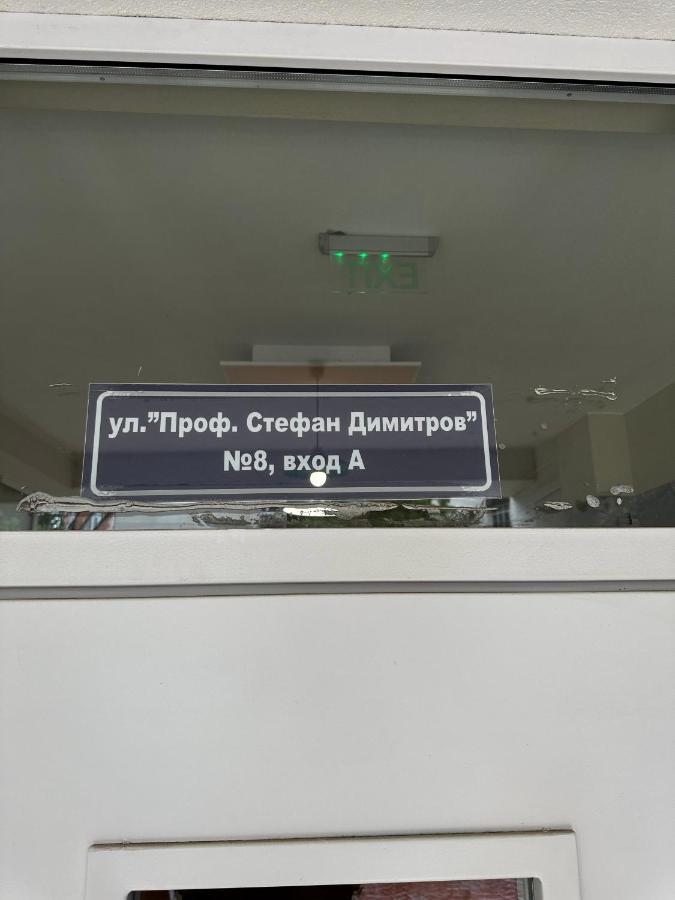 EXIT
ул."Проф. Стефан Димитров"
№8, вход А